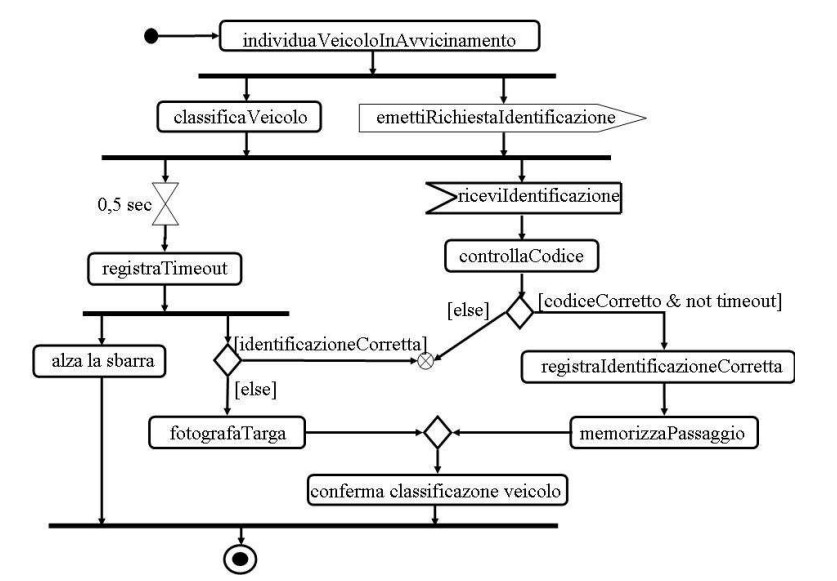 individuaVeicoloInAvvicinamento
classificaVeicolo
emettiRichiestaIdentificazione
0,5 sec
riceviIdentificazione
registraTimeout
controllaCodice
[else]
[codiceCorretto & not timeout]
alza la sbarra
[identificazioneCorretta]
registraIdentificazioneCorretta
[else]
fotografaTarga
memorizzaPassaggio
conferma classificazone veicolo